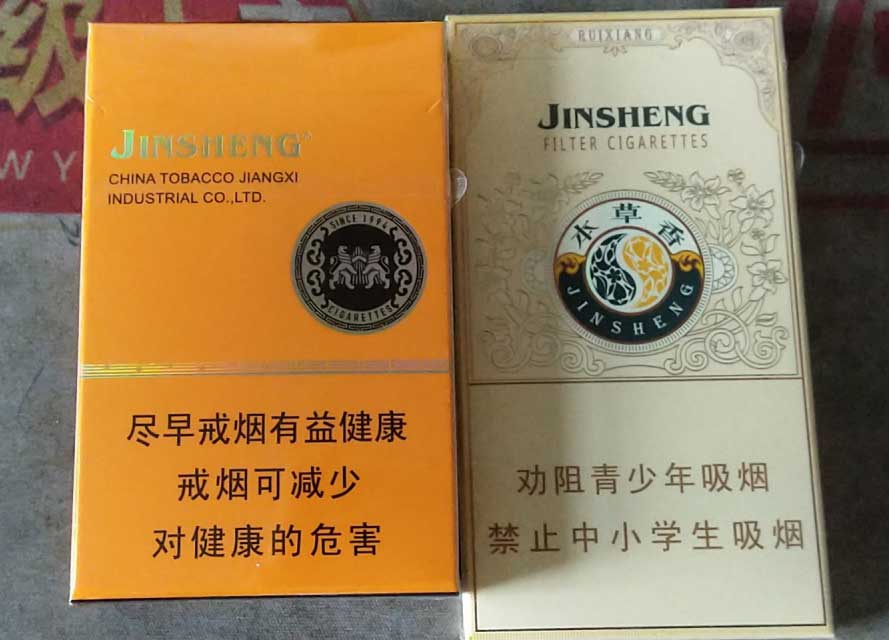 JINSHENG
CHINA TOBACCO JIANGXI
INDUSTRIAL CO.,LTD.
SINCE 1994
CIGARETTES
尽早戒烟有益健康
戒烟可减少
对健康的危害
RUIXIANG
JINSHENG
FILTER CIGARETTES
本草香
JINSHENG
劝阻青少年吸烟
禁止中小学生吸烟
级
WY